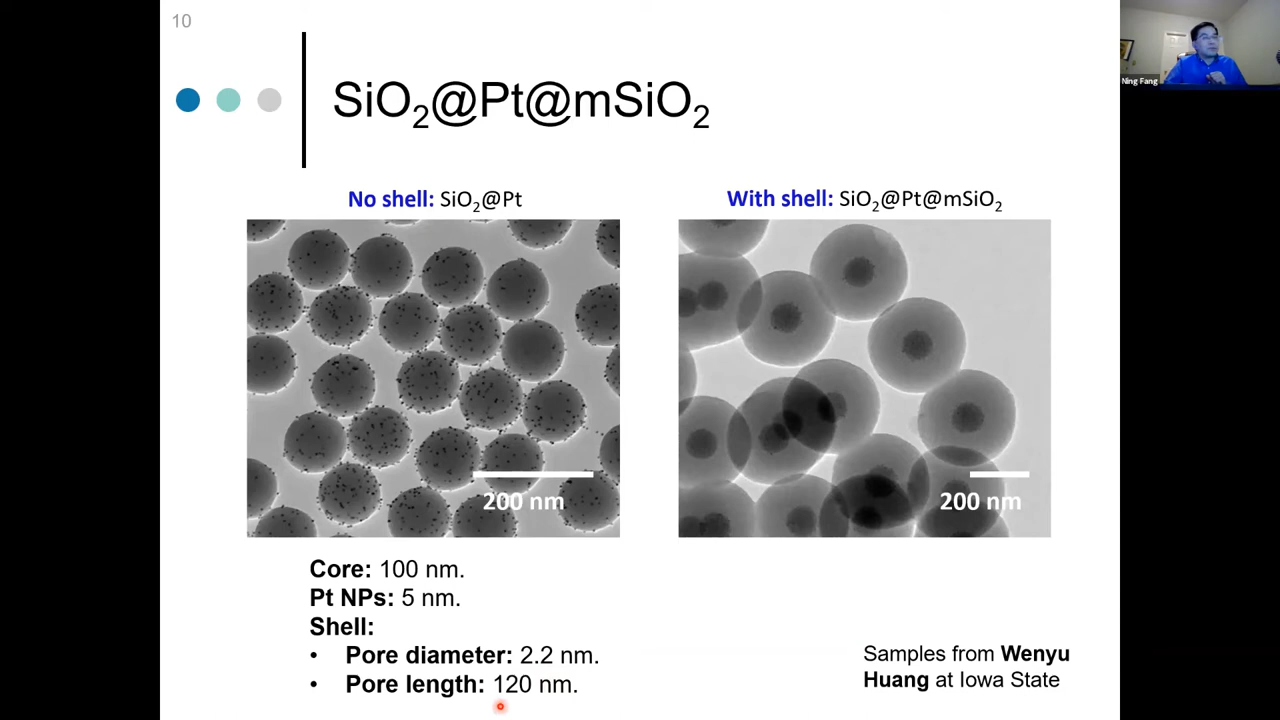 10
Ning Fang
SiO₂@Pt@mSiO₂
No shell: SiO₂@Pt
With shell: SiO₂@Pt@mSiO₂
200 nm
200 nm
Core: 100 nm.
Pt NPs: 5 nm.
Shell:
• Pore diameter: 2.2 nm.
• Pore length: 120 nm.
Samples from Wenyu
Huang at Iowa State